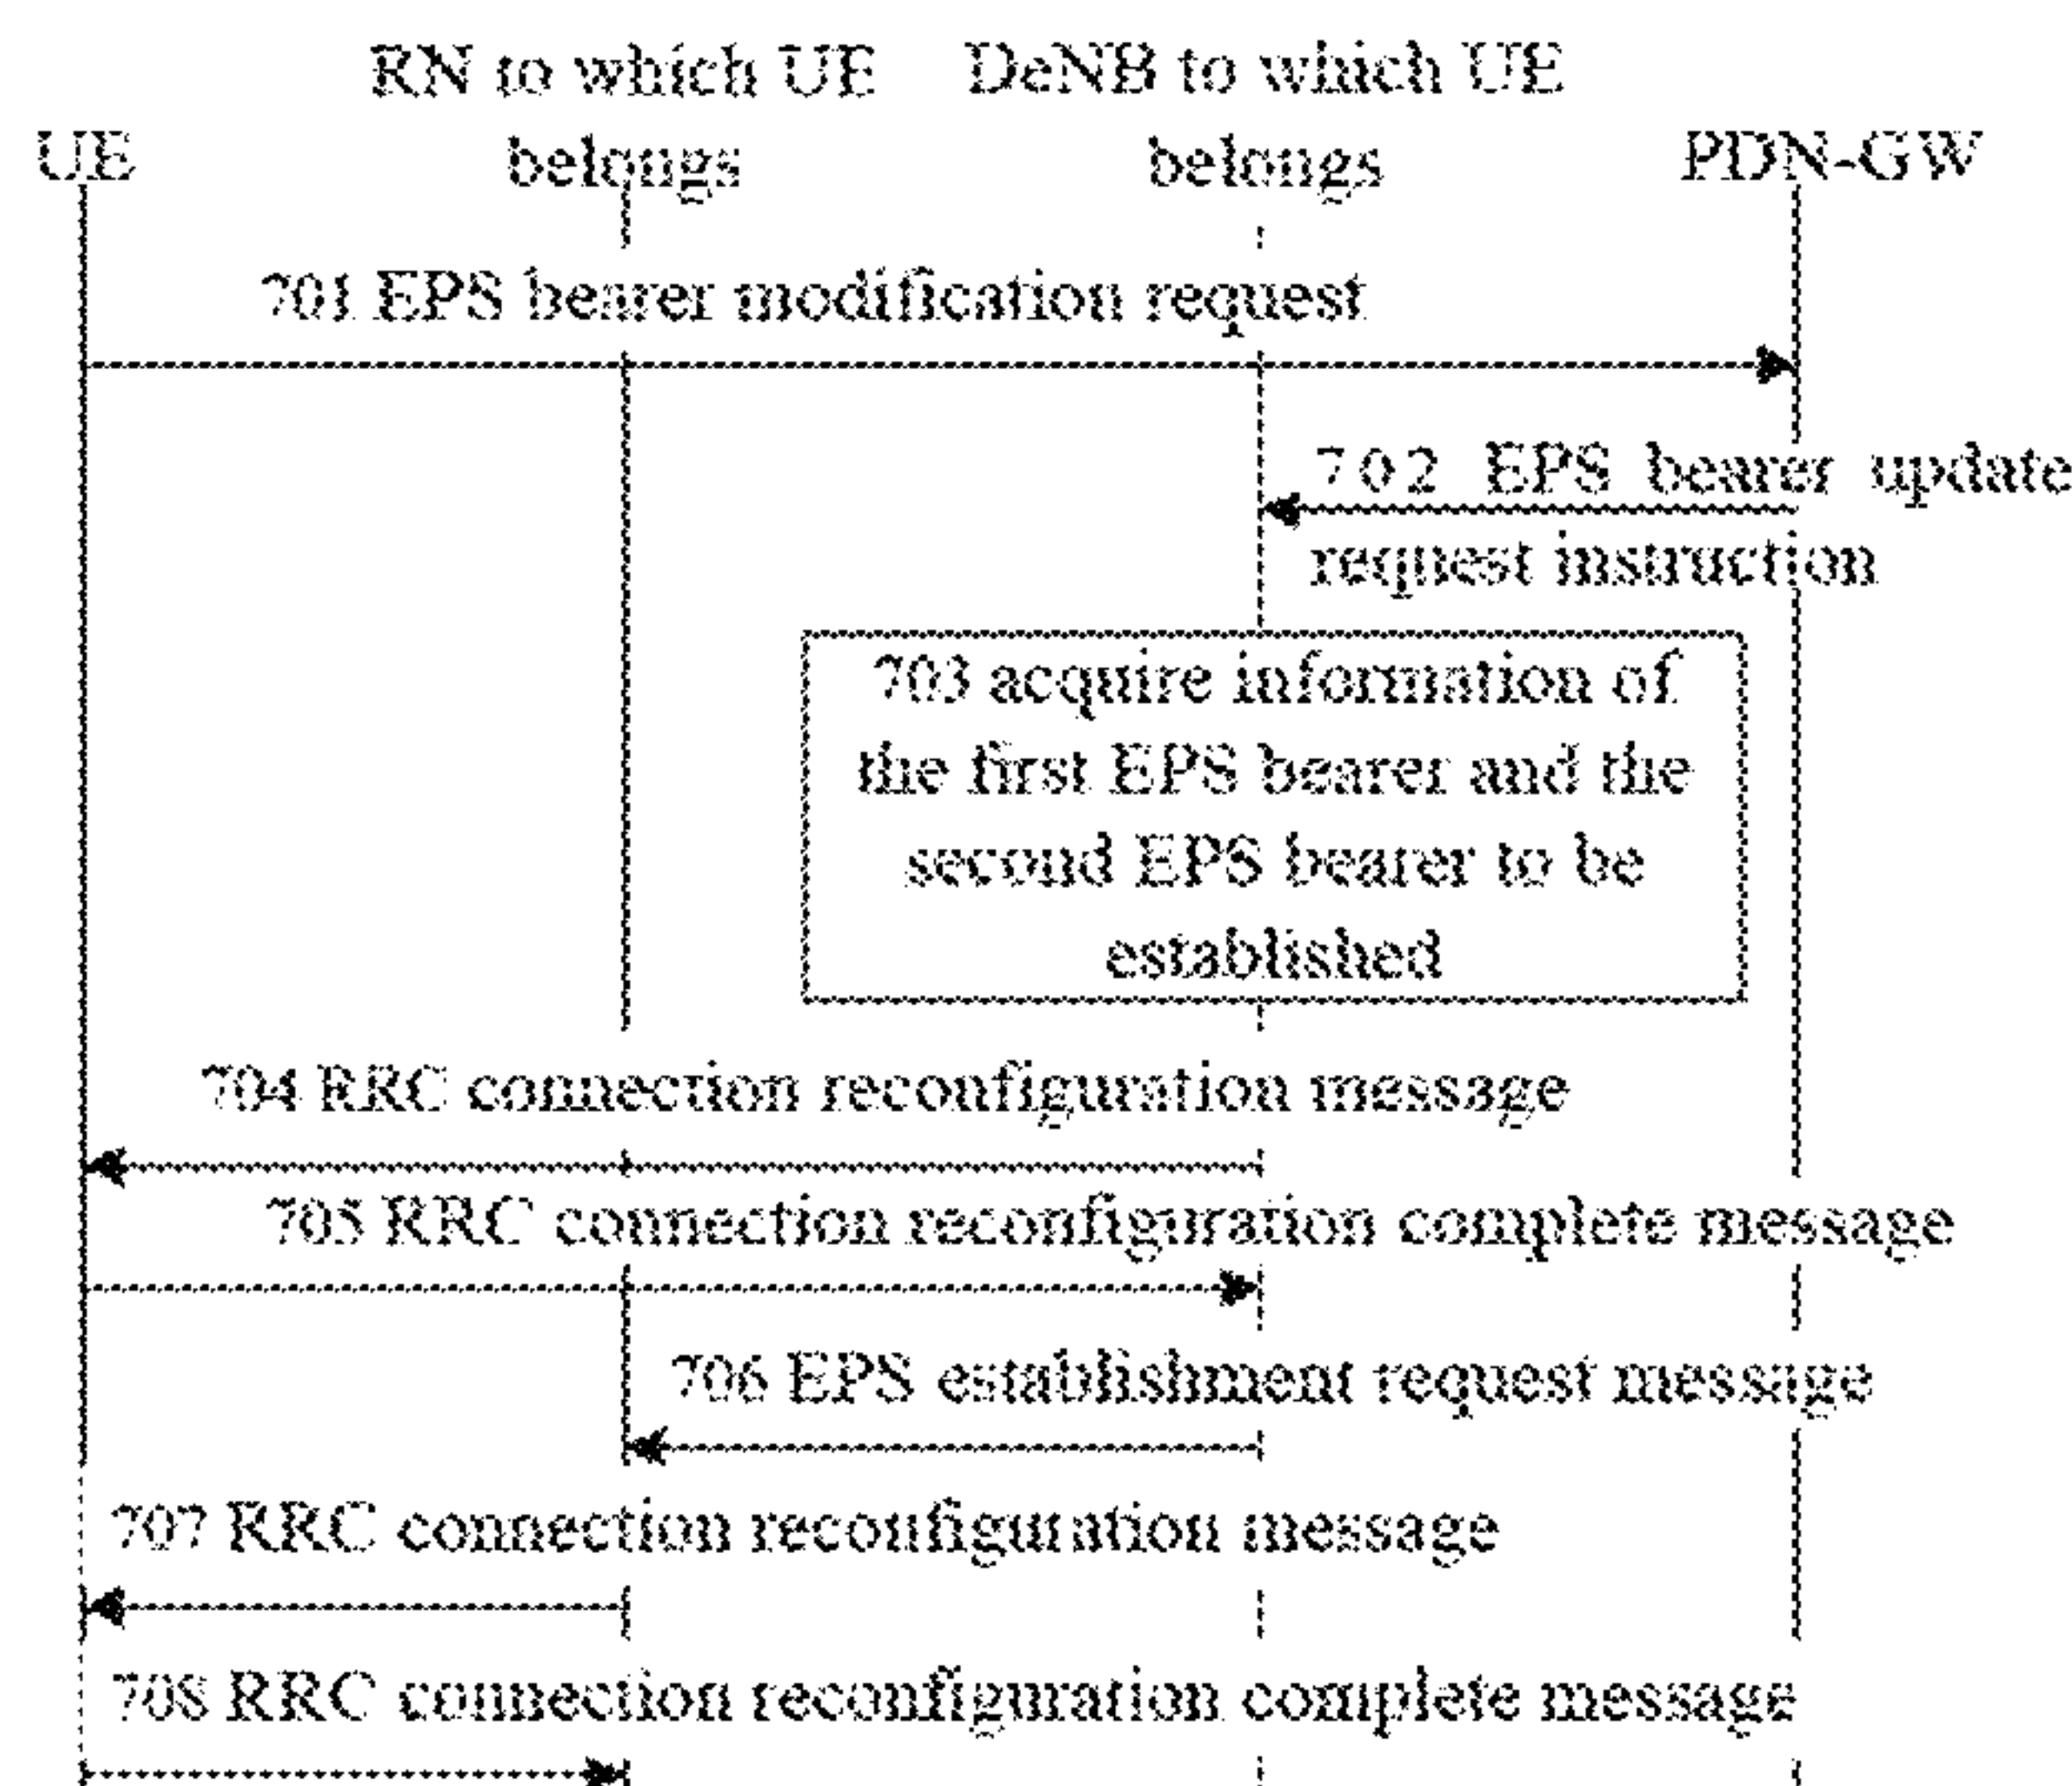 RN to which UE
DeNB to which UE
UE
belongs
belongs
PDN-GW
701 EPS bearer modification request
702 EPS bearer update
request instruction
703 acquire information of
the first EPS bearer and the
second EPS bearer to be
established
704 RRC connection reconfiguration message
705 RRC connection reconfiguration complete message
706 EPS establishment request message
707 RRC connection reconfiguration message
708 RRC connection reconfiguration complete message